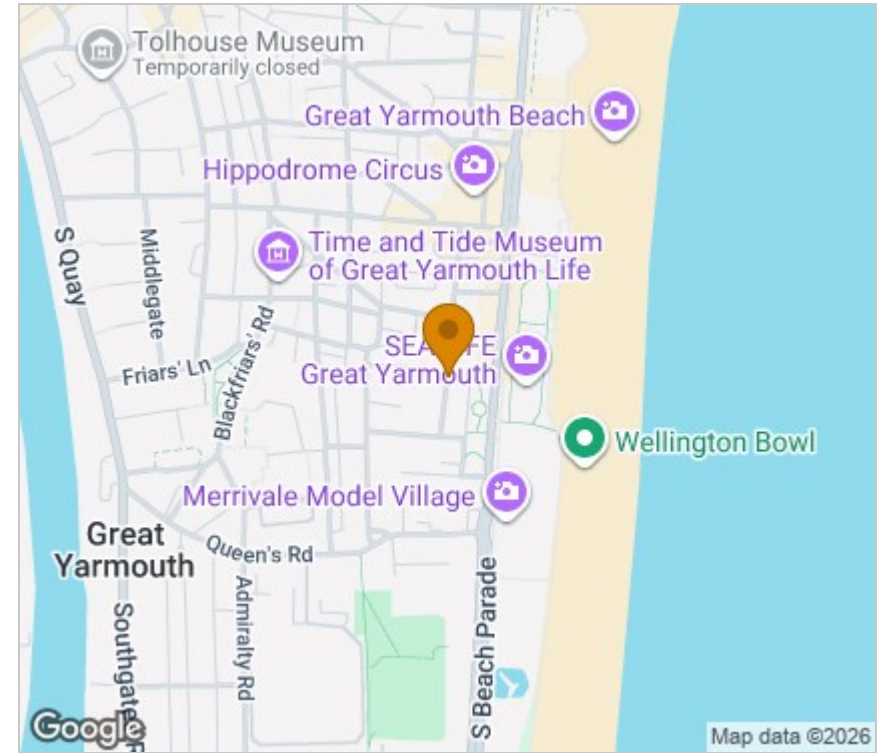 Tolhouse Museum
Temporarily closed
Great Yarmouth Beach
Hippodrome Circus
S Quay
Middlegate
Time and Tide Museum
of Great Yarmouth Life
Friars' Ln
Blackfriars' Rd
Great Yarmouth
Wellington Bowl
Merrivale Model Village
Great
Yarmouth
Queen's Rd
Admiralty Rd
S Beach Parade
Google
Map data ©2026